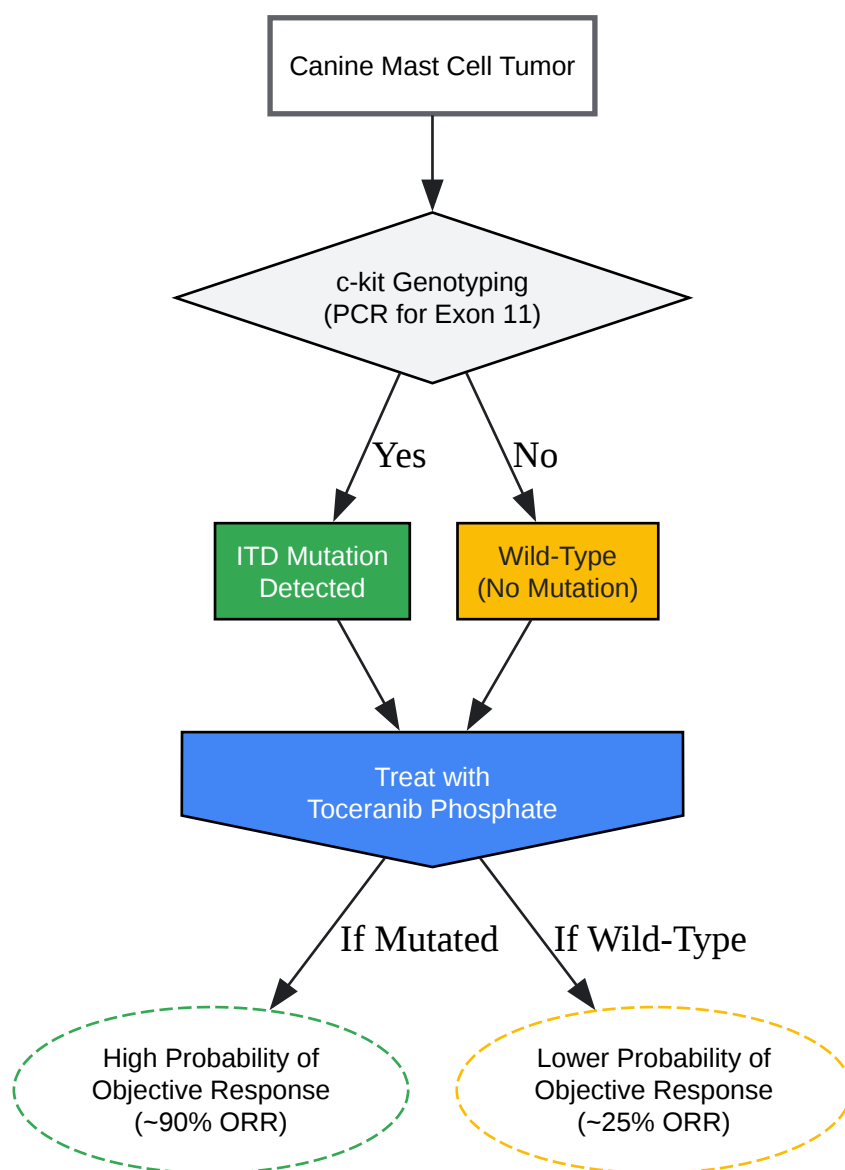 Canine Mast Cell Tumor
c-kit Genotyping
(PCR for Exon 11)
Yes
No
ITD Mutation
Detected
Wild-Type
(No Mutation)
Treat with
Toceranib Phosphate
If Mutated
If Wild-Type
High Probability of
Objective Response
(~90% ORR)
Lower Probability of
Objective Response
(~25% ORR)